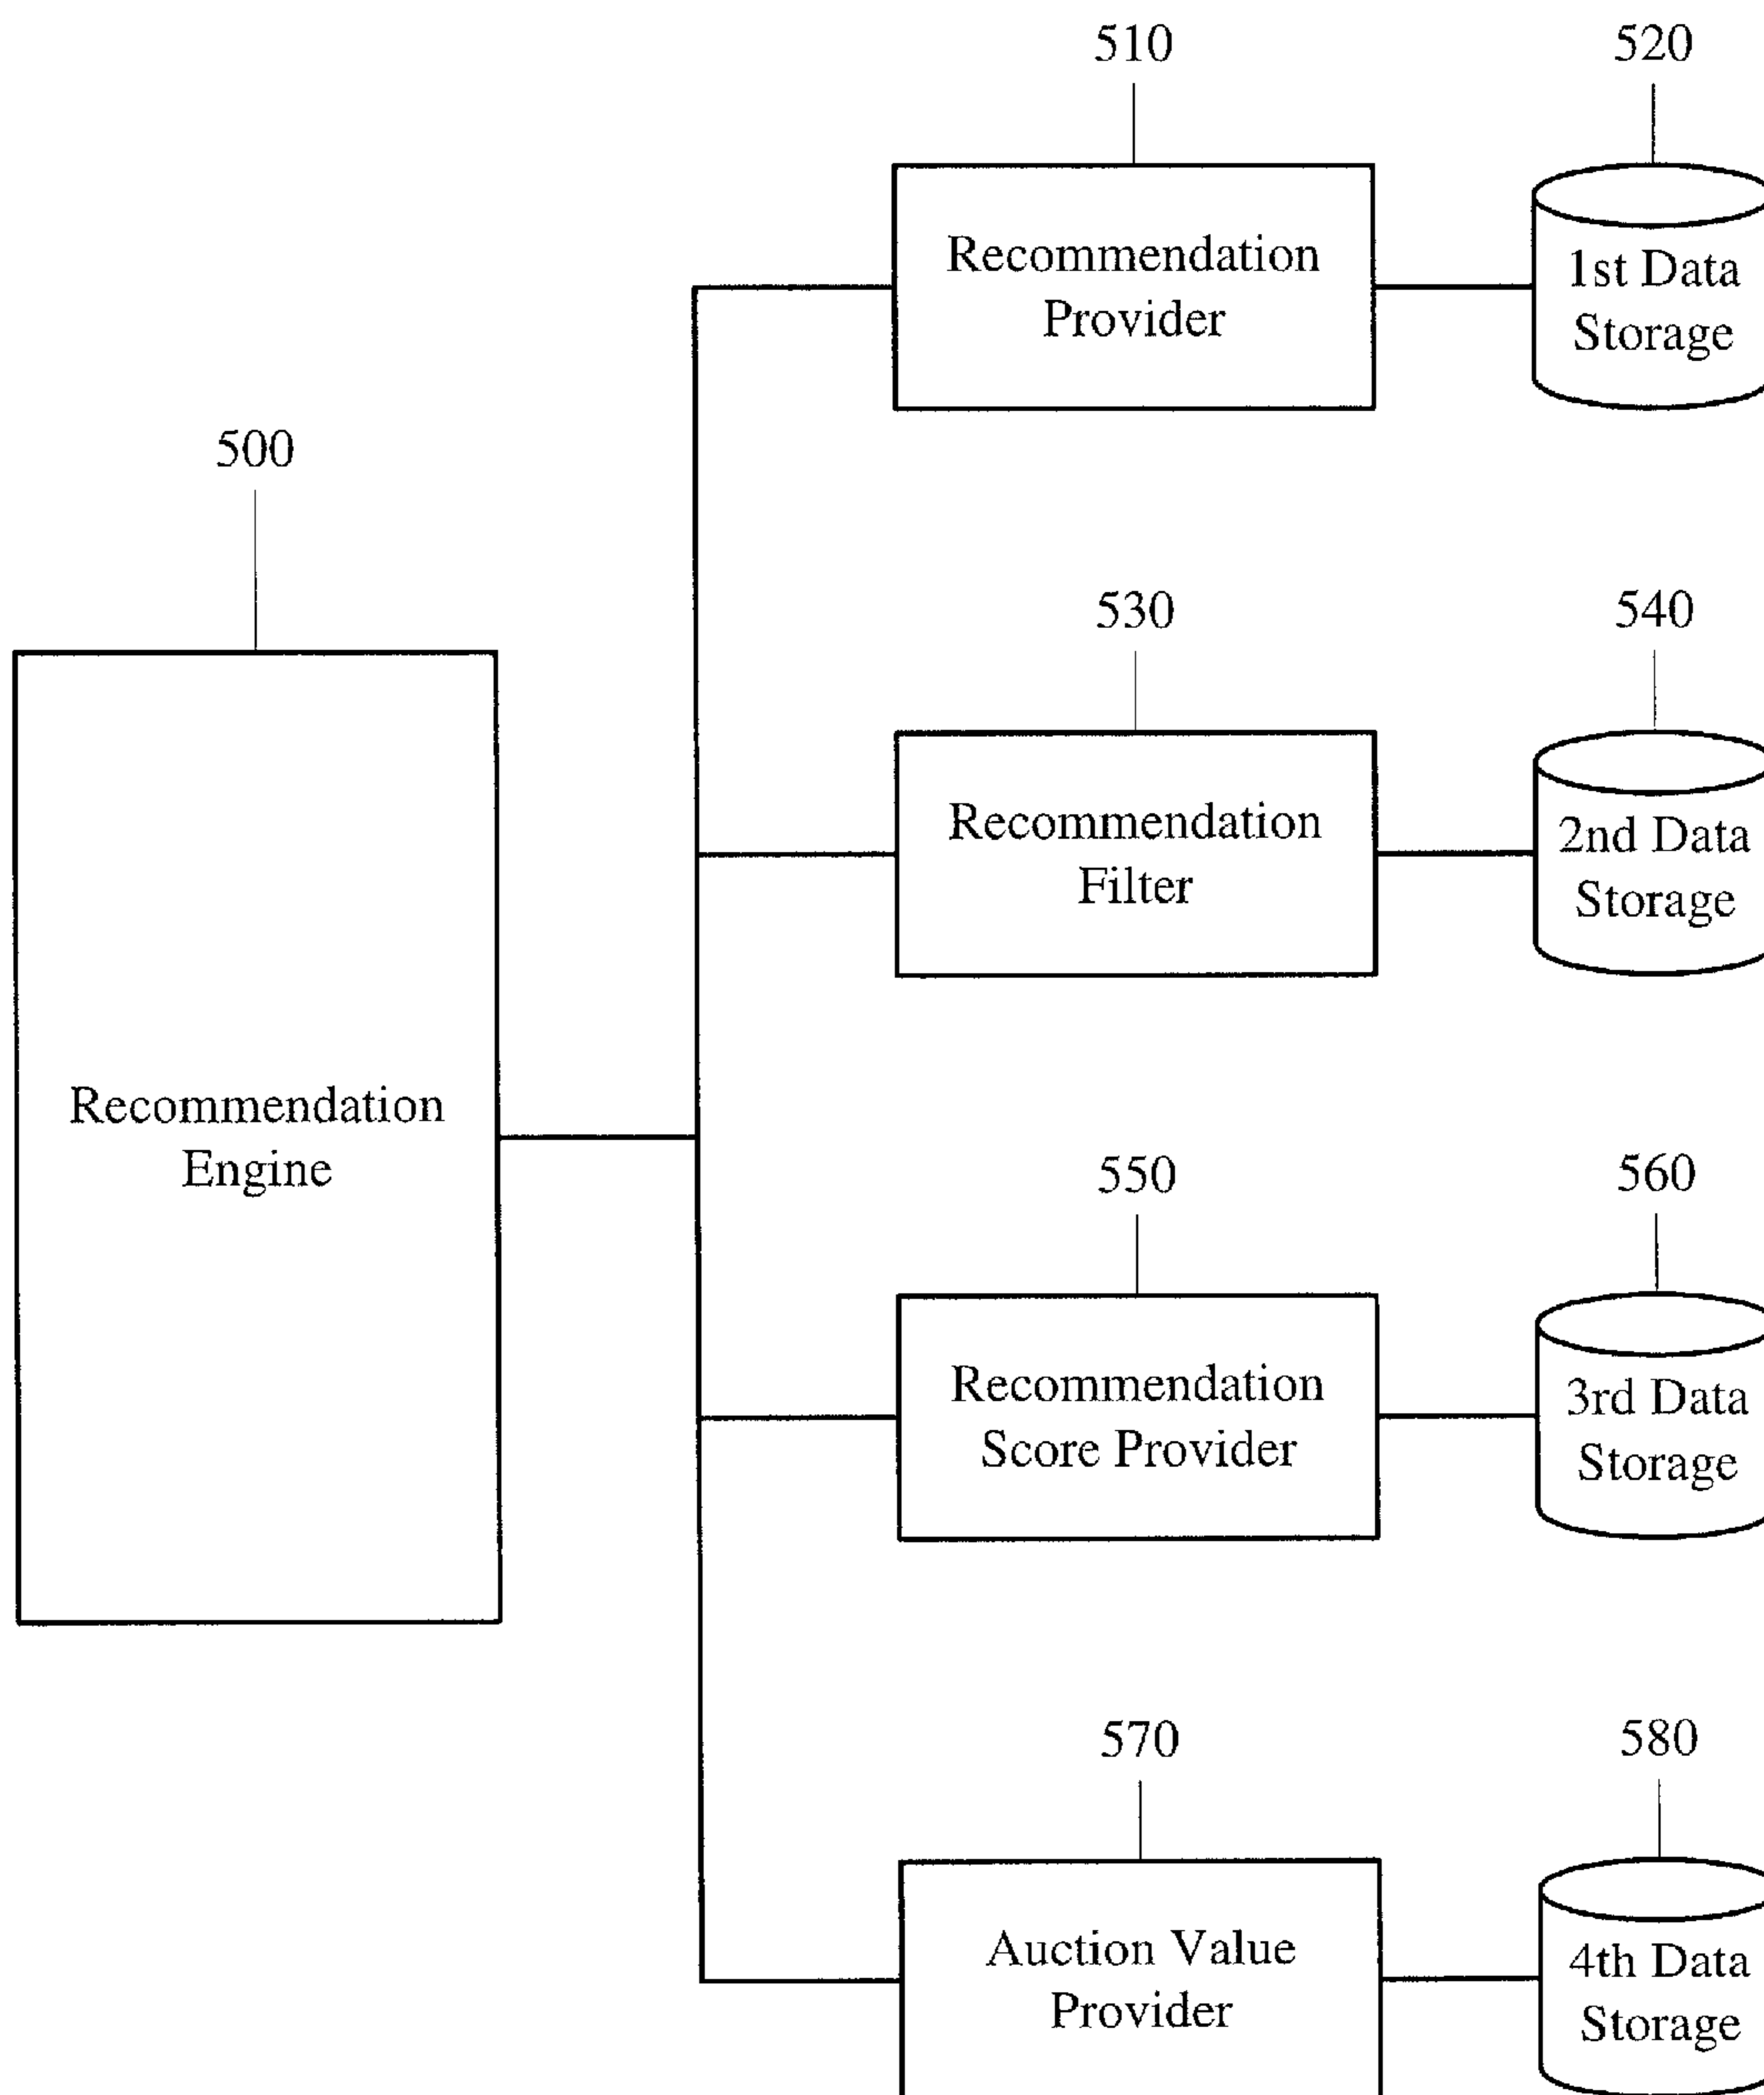 510
520
Recommendation
Provider
1st Data
Storage
500
530
540
Recommendation
Filter
2nd Data
Storage
Recommendation
Engine
550
560
Recommendation
Score Provider
3rd Data
Storage
570
580
Auction Value
Provider
4th Data
Storage